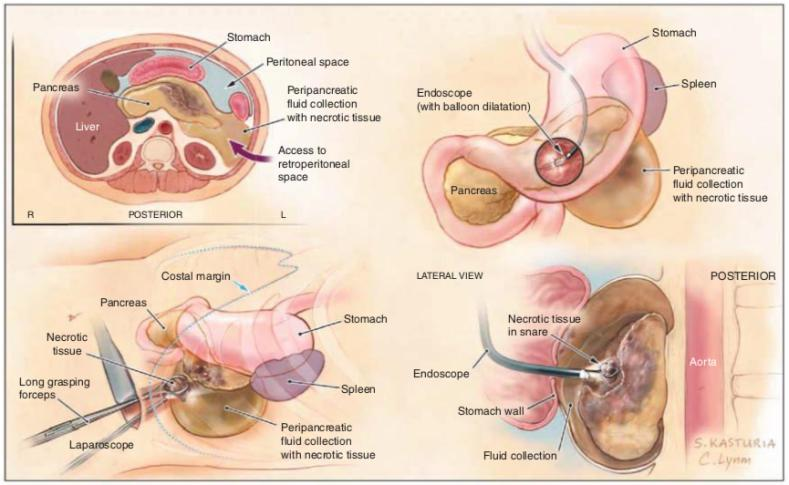 Stomach
Peritoneal space
Pancreas
Peripancreatic
fluid collection
with necrotic tissue
Liver
Access to
retroperitoneal
space
R
POSTERIOR
L
Stomach
Endoscope
(with balloon dilatation)
Spleen
Pancreas
Peripancreatic
fluid collection
with necrotic tissue
Costal margin
Pancreas
Necrotic
tissue
Stomach
Long grasping
forceps
Spleen
Laparoscope
Peripancreatic
fluid collection
with necrotic tissue
LATERAL VIEW
POSTERIOR
Necrotic tissue
in snare
Endoscope
Aorta
Stomach wall
Fluid collection
S. KASTURIA
C. Lynm